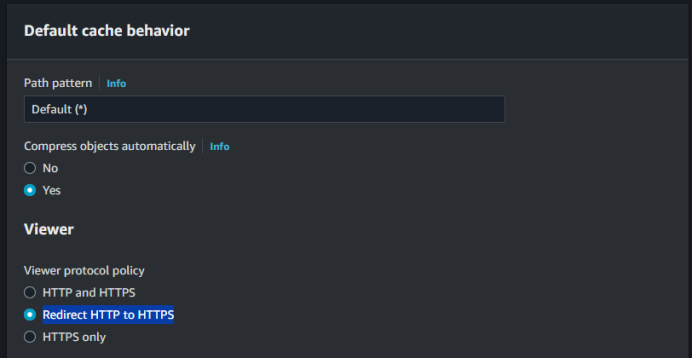 Default cache behavior
Path pattern Info
Default (*)
Compress objects automatically Info
No
Yes
Viewer
Viewer protocol policy
HTTP and HTTPS
Redirect HTTP to HTTPS
HTTPS only